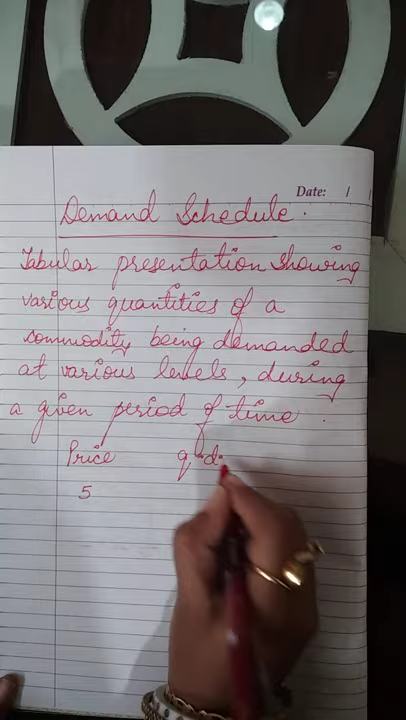 Date: / /
Demand Schedule.
Tabular presentation showing
various quantities of a
commodity being demanded
at various levels, during
a given period of time.
Price q.d.
5